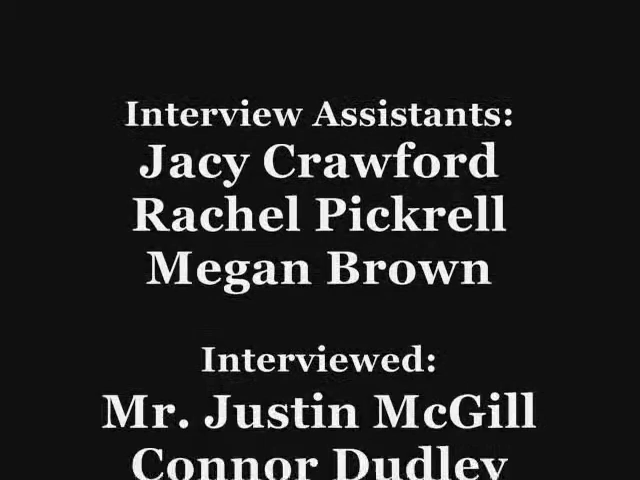 Interview Assistants:
Jacy Crawford
Rachel Pickrell
Megan Brown
Interviewed:
Mr. Justin McGill
Connor Dudley